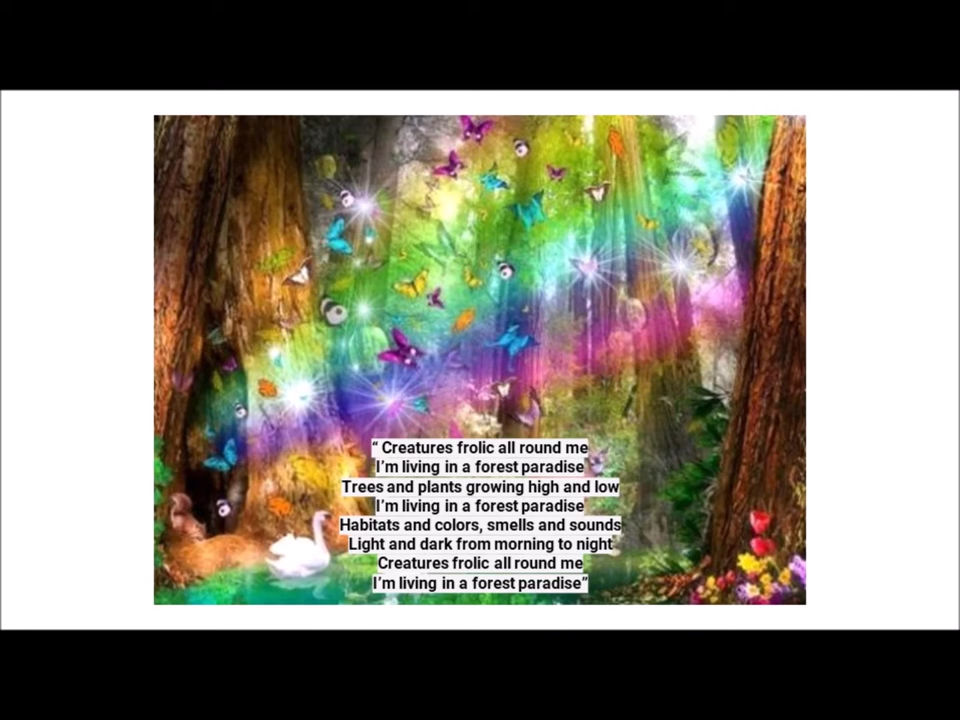 “ Creatures frolic all round me
I’m living in a forest paradise
Trees and plants growing high and low
I’m living in a forest paradise
Habitats and colors, smells and sounds
Light and dark from morning to night
Creatures frolic all round me
I’m living in a forest paradise”